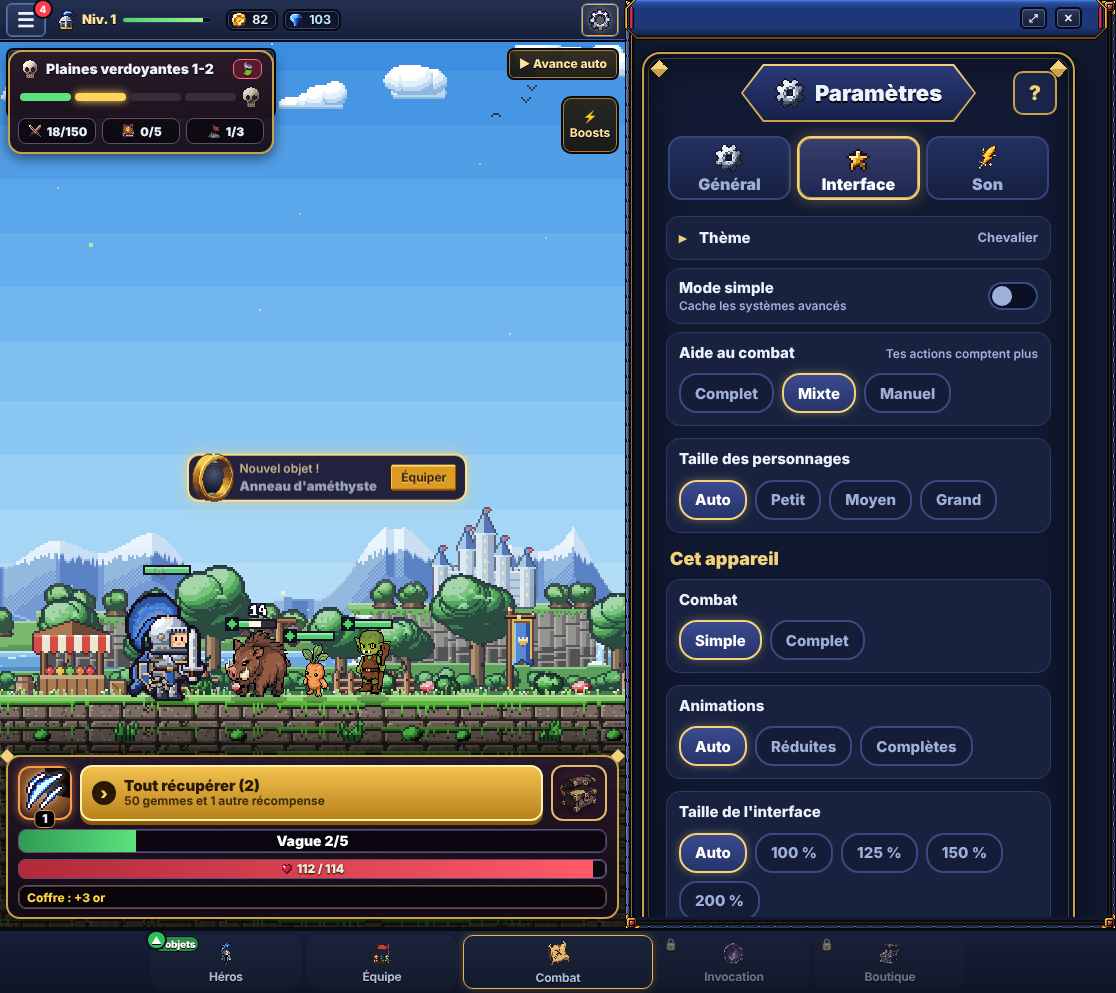 4
Niv. 1
82
103
Plaines verdoyantes 1-2
18/150
0/5
1/3
Avance auto
Boosts
Nouvel objet !
Anneau d'améthyste
Équiper
14
1
Tout récupérer (2)
50 gemmes et 1 autre récompense
Vague 2/5
112 / 114
Coffre : +3 or
Paramètres
?
Général
Interface
Son
Thème
Chevalier
Mode simple
Cache les systèmes avancés
Aide au combat
Tes actions comptent plus
Complet
Mixte
Manuel
Taille des personnages
Auto
Petit
Moyen
Grand
Cet appareil
Combat
Simple
Complet
Animations
Auto
Réduites
Complètes
Taille de l'interface
Auto
100 %
125 %
150 %
200 %
objets
Héros
Équipe
Combat
Invocation
Boutique